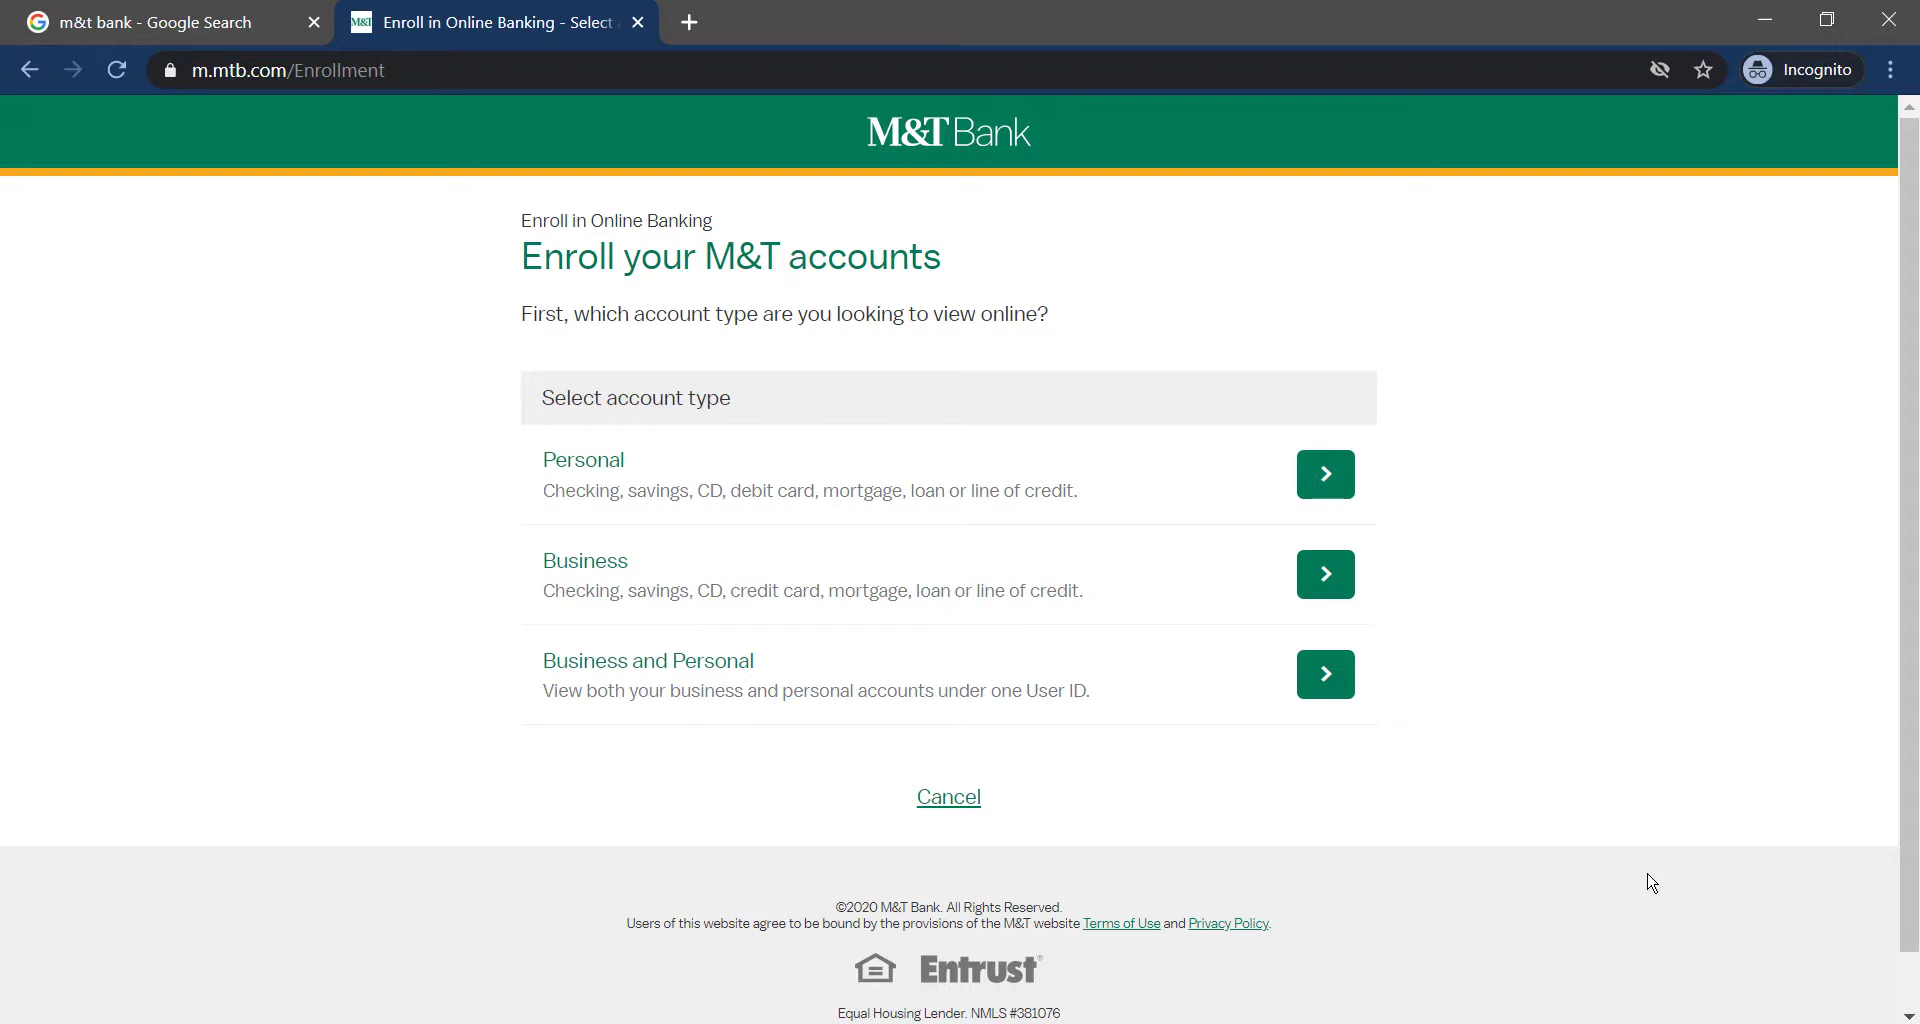 m&t bank - Google Search
M&T
Enroll in Online Banking - Select
m.mtb.com/Enrollment
Incognito
M&T Bank
Enroll in Online Banking
Enroll your M&T accounts
First, which account type are you looking to view online?
Select account type
Personal
Checking, savings, CD, debit card, mortgage, loan or line of credit.
Business
Checking, savings, CD, credit card, mortgage, loan or line of credit.
Business and Personal
View both your business and personal accounts under one User ID.
Cancel
©2020 M&T Bank. All Rights Reserved.
Users of this website agree to be bound by the provisions of the M&T website Terms of Use and Privacy Policy.
Entrust®
Equal Housing Lender. NMLS #381076